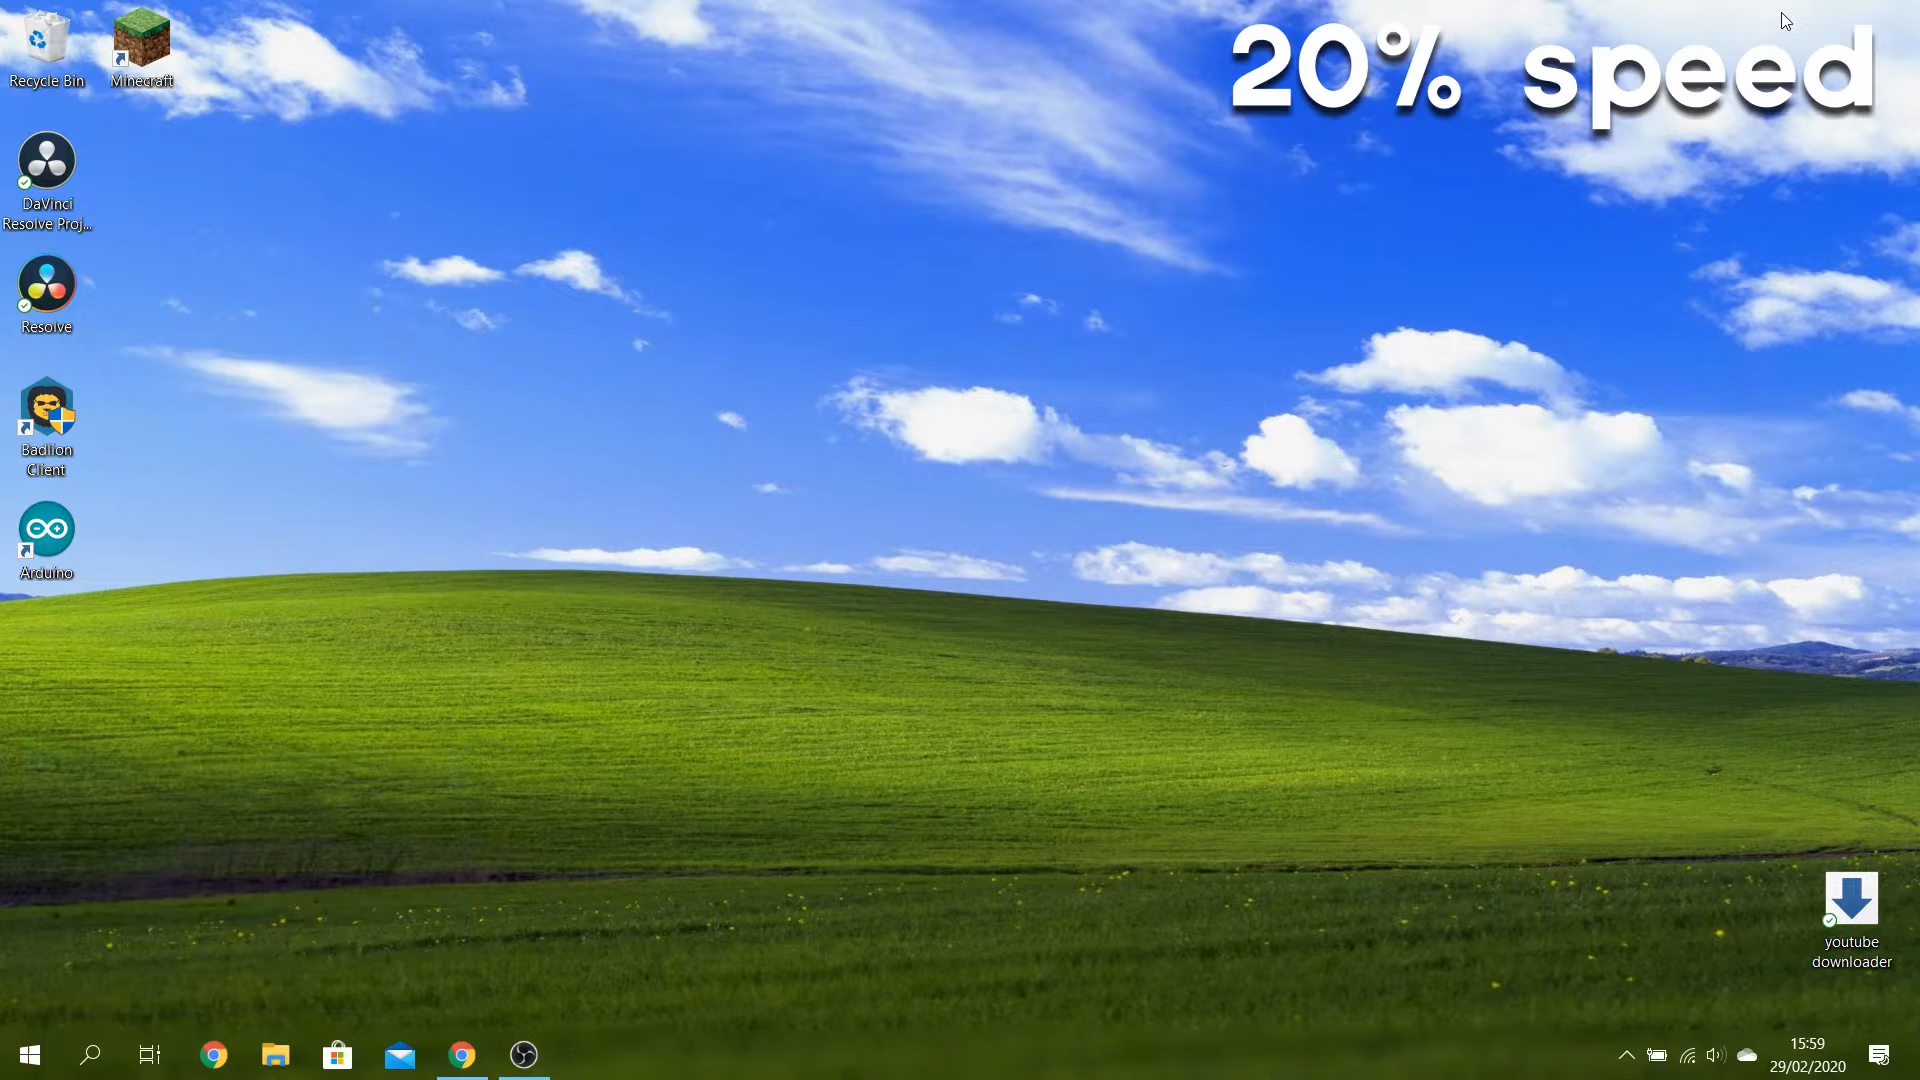 20% speed
Recycle Bin
Minecraft
DaVinci
Resolve Proj...
Resolve
Badlion
Client
Arduino
youtube
downloader
15:59
29/02/2020